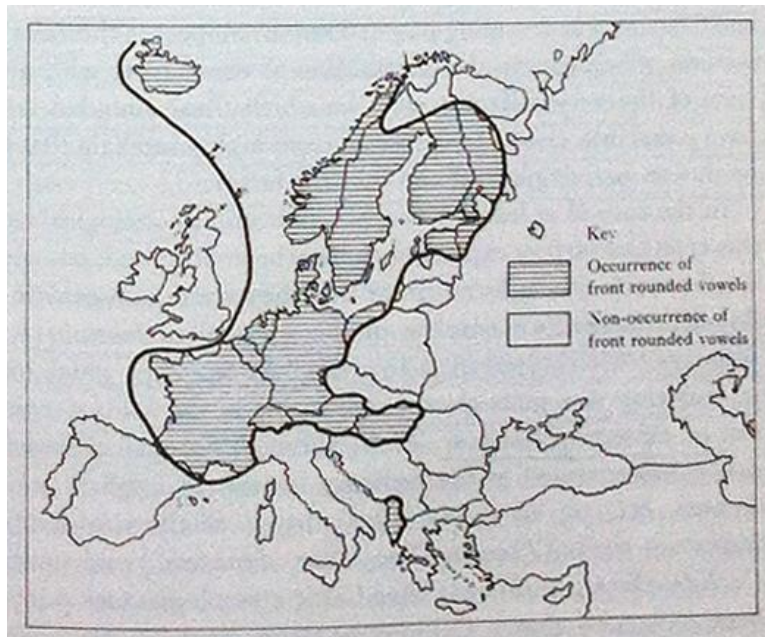 Key
Occurrence of
front rounded vowels
Non-occurrence of
front rounded vowels